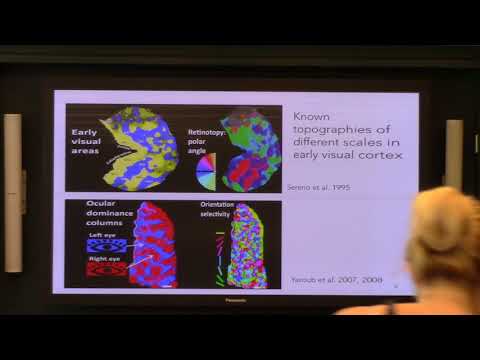 Early
visual
areas
Retinotopy:
polar
angle
Known
topographies of
different scales in
early visual cortex
Sereno et al. 1995
Ocular
dominance
columns
Left eye
Right eye
Orientation
selectivity
Yacoub et al. 2007, 2008
Panasonic